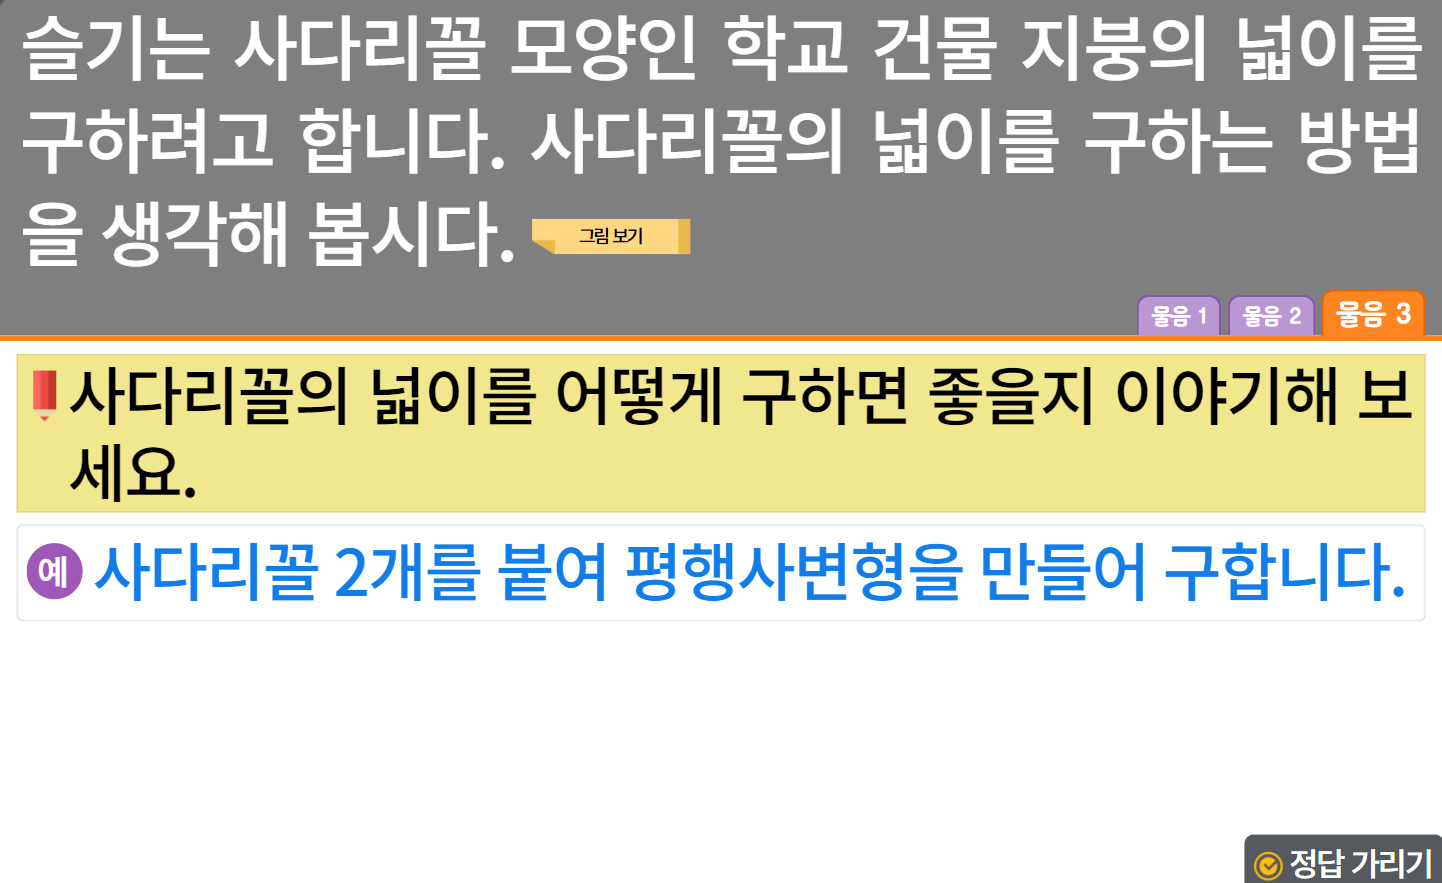 슬기는 사다리꼴 모양인 학교 건물 지붕의 넓이를
구하려고 합니다. 사다리꼴의 넓이를 구하는 방법
을 생각해 봅시다. 그림 보기
물음 1 물음 2 물음 3
사다리꼴의 넓이를 어떻게 구하면 좋을지 이야기해 보
세요.
예 사다리꼴 2개를 붙여 평행사변형을 만들어 구합니다.
정답 가리기